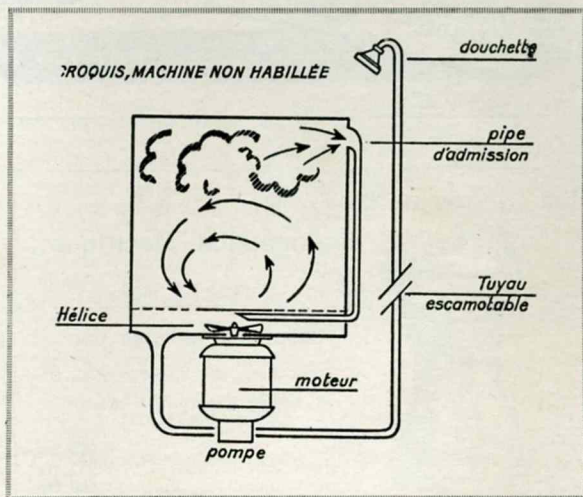 CROQUIS, MACHINE NON HABILLÉE
douchette
pipe
d'admission
Tuyau
escamotable
Hélice
moteur
pompe